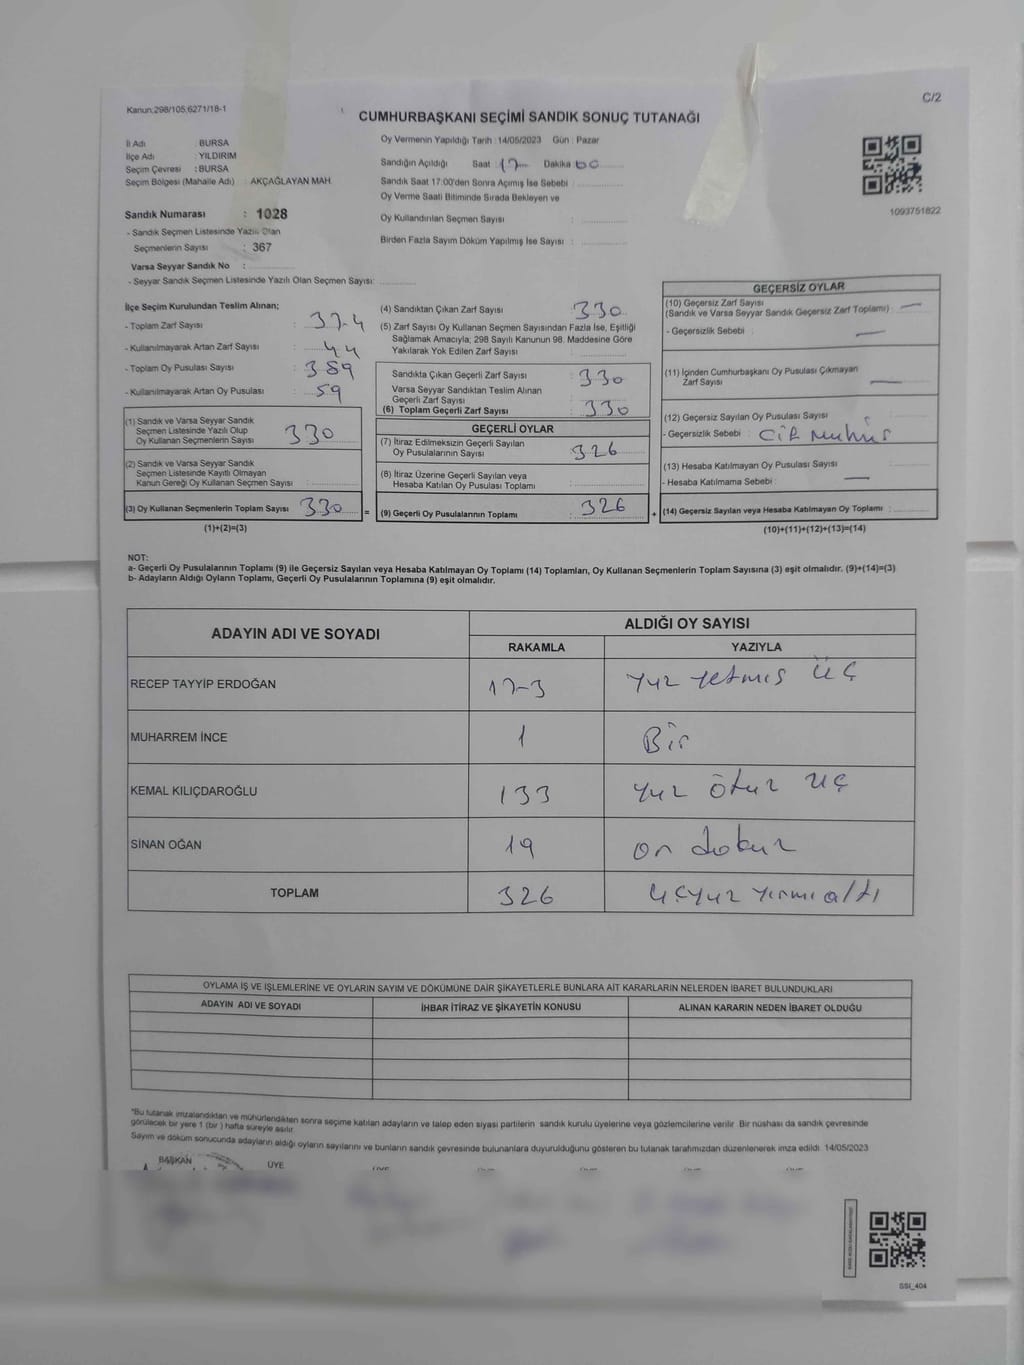 Kanun:298/105;6271/18-1
C/2
CUMHURBAŞKANI SEÇİMİ SANDIK SONUÇ TUTANAĞI
İl Adı : BURSA
İlçe Adı : YILDIRIM
Seçim Çevresi : BURSA
Seçim Bölgesi (Mahalle Adı) : AKÇAĞLAYAN MAH.
Sandık Numarası : 1028
- Sandık Seçmen Listesinde Yazılı Olan
Seçmenlerin Sayısı : 367
Varsa Seyyar Sandık No :
- Seyyar Sandık Seçmen Listesinde Yazılı Olan Seçmen Sayısı:
Oy Vermenin Yapıldığı Tarih :14/05/2023 Gün : Pazar
Sandığın Açıldığı Saat : 17 Dakika 00
Sandık Saat 17:00'den Sonra Açımış İse Sebebi :
Oy Verme Saati Bitiminde Sırada Bekleyen ve
Oy Kullandırılan Seçmen Sayısı :
Birden Fazla Sayım Döküm Yapılmış İse Sayısı :
1093751822
İlçe Seçim Kurulundan Teslim Alınan;
- Toplam Zarf Sayısı : 374
- Kullanılmayarak Artan Zarf Sayısı : 44
- Toplam Oy Pusulası Sayısı : 389
- Kullanılmayarak Artan Oy Pusulası : 59
(1) Sandık ve Varsa Seyyar Sandık
Seçmen Listesinde Yazılı Olup
Oy Kullanan Seçmenlerin Sayısı : 330
(2) Sandık ve Varsa Seyyar Sandık
Seçmen Listesinde Kayıtlı Olmayan
Kanun Gereği Oy Kullanan Seçmen Sayısı :
(3) Oy Kullanan Seçmenlerin Toplam Sayısı : 330 =
(1)+(2)=(3)
(4) Sandıktan Çıkan Zarf Sayısı : 330
(5) Zarf Sayısı Oy Kullanan Seçmen Sayısından Fazla İse, Eşitliği
Sağlamak Amacıyla; 298 Sayılı Kanunun 98. Maddesine Göre
Yakılarak Yok Edilen Zarf Sayısı :
Sandıkta Çıkan Geçerli Zarf Sayısı : 330
Varsa Seyyar Sandıktan Teslim Alınan
Geçerli Zarf Sayısı :
(6) Toplam Geçerli Zarf Sayısı : 330
GEÇERLİ OYLAR
(7) İtiraz Edilmeksizin Geçerli Sayılan
Oy Pusulalarının Sayısı : 326
(8) İtiraz Üzerine Geçerli Sayılan veya
Hesaba Katılan Oy Pusulası Toplamı :
(9) Geçerli Oy Pusulalarının Toplamı : 326 +
GEÇERSİZ OYLAR
(10) Geçersiz Zarf Sayısı
(Sandık ve Varsa Seyyar Sandık Geçersiz Zarf Toplamı) : —
- Geçersizlik Sebebi : —
(11) İçinden Cumhurbaşkanı Oy Pusulası Çıkmayan
Zarf Sayısı : —
(12) Geçersiz Sayılan Oy Pusulası Sayısı :
- Geçersizlik Sebebi :
(13) Hesaba Katılmayan Oy Pusulası Sayısı :
- Hesaba Katılmama Sebebi : —
(14) Geçersiz Sayılan veya Hesaba Katılmayan Oy Toplamı :
(10)+(11)+(12)+(13)=(14)
NOT:
a- Geçerli Oy Pusulalarının Toplamı (9) ile Geçersiz Sayılan veya Hesaba Katılmayan Oy Toplamı (14) Toplamları, Oy Kullanan Seçmenlerin Toplam Sayısına (3) eşit olmalıdır. (9)+(14)=(3)
b- Adayların Aldığı Oyların Toplamı, Geçerli Oy Pusulalarının Toplamına (9) eşit olmalıdır.
ADAYIN ADI VE SOYADI
ALDIĞI OY SAYISI
RAKAMLA YAZIYLA
RECEP TAYYİP ERDOĞAN 173 yuz yetmiş üç
MUHARREM İNCE 1 Bir
KEMAL KILIÇDAROĞLU 133 yuz otuz uç
SİNAN OĞAN 19 on dokuz
TOPLAM 326 üçyuz yirmi altı
OYLAMA İŞ VE İŞLEMLERİNE VE OYLARIN SAYIM VE DÖKÜMÜNE DAİR ŞİKAYETLERLE BUNLARA AİT KARARLARIN NELERDEN İBARET BULUNDUKLARI
ADAYIN ADI VE SOYADI İHBAR İTİRAZ VE ŞİKAYETİN KONUSU ALINAN KARARIN NEDEN İBARET OLDUĞU
*Bu tutanak imzalandıktan ve mühürlendikten sonra seçime katılan adayların ve talep eden siyasi partilerin sandık kurulu üyelerine veya gözlemcilerine verilir. Bir nüshası da sandık çevresinde
görülecek bir yere 1 (bir ) hafta süreyle asılır.
Sayım ve döküm sonucunda adayların aldığı oyların sayılarını ve bunların sandık çevresinde bulunanlara duyurulduğunu gösteren bu tutanak tarafımızdan düzenlenerek imza edildi. 14/05/2023
BAŞKAN ÜYE
SSI_404